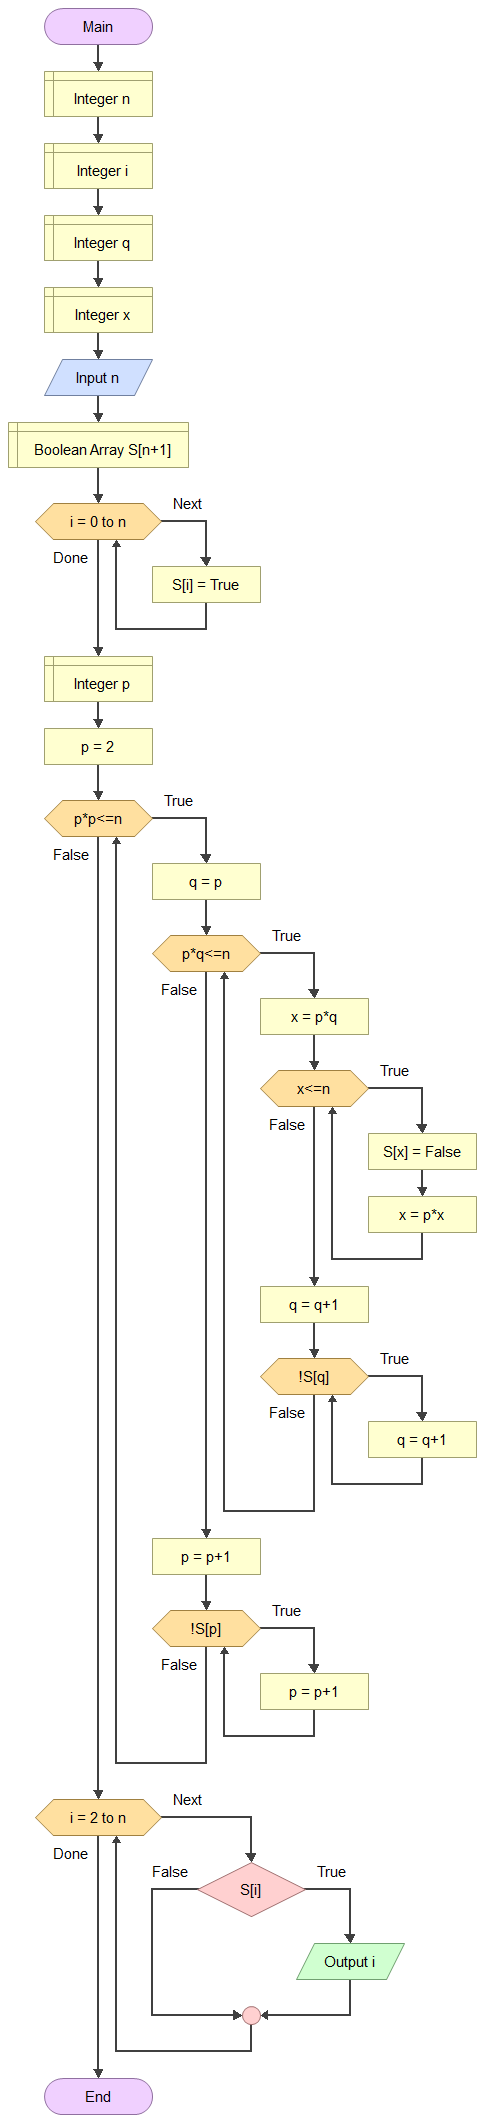 Main
Integer n
Integer i
Integer q
Integer x
Input n
Boolean Array S[n+1]
i = 0 to n
Next
Done
S[i] = True
Integer p
p = 2
p*p<=n
True
False
q = p
p*q<=n
True
False
x = p*q
x<=n
True
False
S[x] = False
x = p*x
q = q+1
!S[q]
True
False
q = q+1
p = p+1
!S[p]
True
False
p = p+1
i = 2 to n
Next
Done
S[i]
False
True
Output i
End